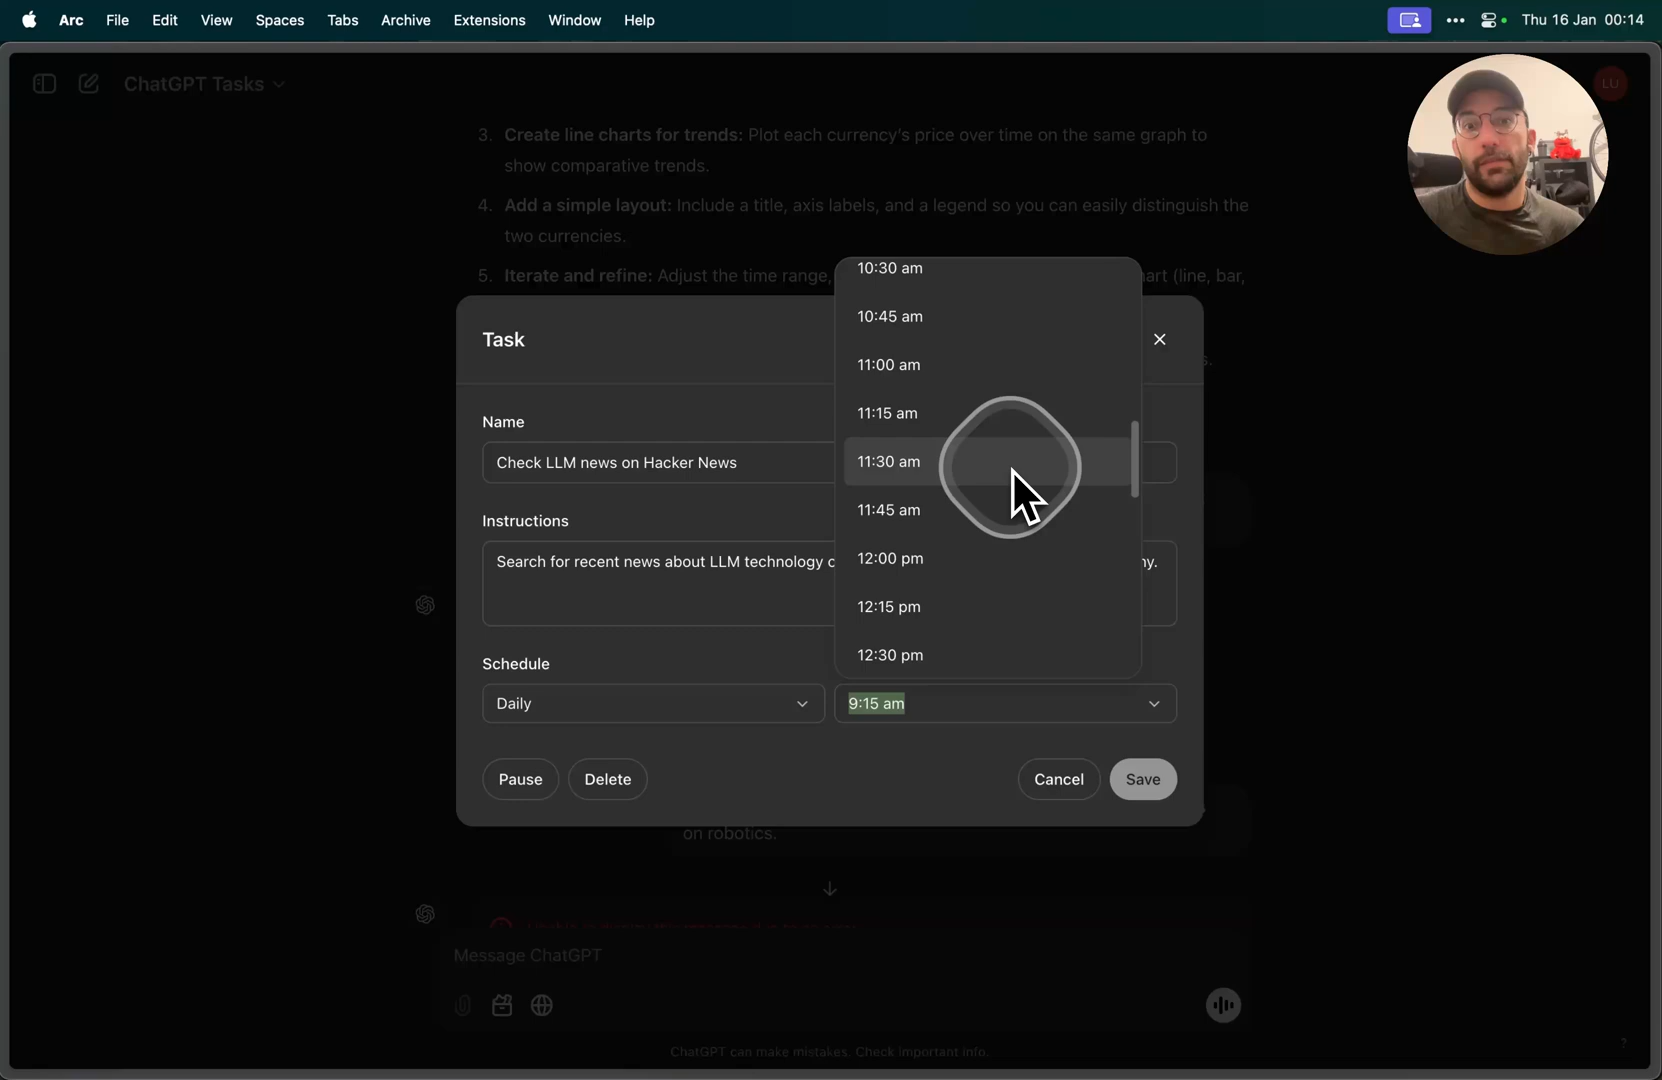 Arc File Edit View Spaces Tabs Archive Extensions Window Help Thu 16 Jan 00:14
ChatGPT Tasks
LU
3. Create line charts for trends: Plot each currency's price over time on the same graph to
show comparative trends.
4. Add a simple layout: Include a title, axis labels, and a legend so you can easily distinguish the
two currencies.
5. Iterate and refine: Adjust the time range, art (line, bar,
10:30 am
10:45 am
11:00 am
11:15 am
11:30 am
11:45 am
12:00 pm
12:15 pm
12:30 pm
Task
s.
Name
Check LLM news on Hacker News
Instructions
Search for recent news about LLM technology
Schedule
Daily
9:15 am
Pause
Delete
Cancel
Save
on robotics.
Message ChatGPT
ChatGPT can make mistakes. Check important info.
?